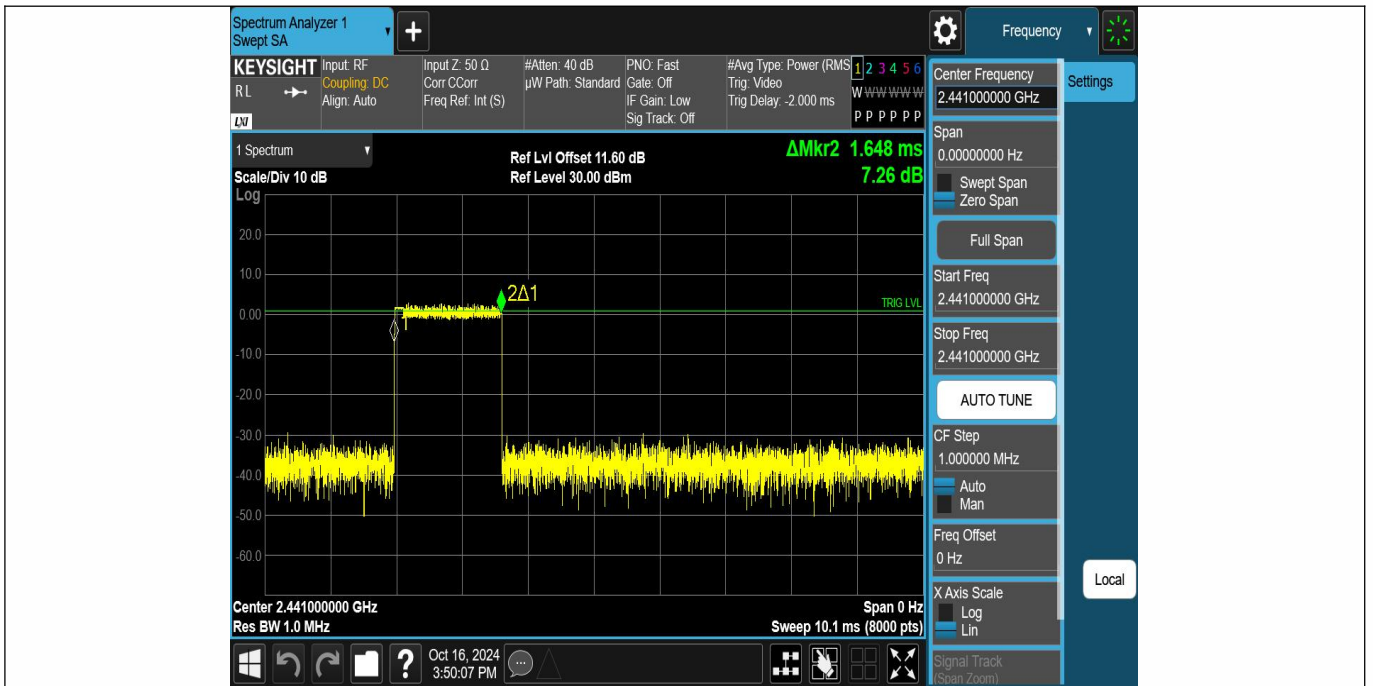 Spectrum Analyzer 1
Swept SA
+
Frequency
KEYSIGHT
RL
LXI
Input: RF
Coupling: DC
Align: Auto
Input Z: 50 Ω
Corr CCorr
Freq Ref: Int (S)
#Atten: 40 dB
µW Path: Standard
PNO: Fast
Gate: Off
IF Gain: Low
Sig Track: Off
#Avg Type: Power (RMS
Trig: Video
Trig Delay: -2.000 ms
1 2 3 4 5 6
W W W W W W
P P P P P P
1 Spectrum
Scale/Div 10 dB
Ref Lvl Offset 11.60 dB
Ref Level 30.00 dBm
ΔMkr2 1.648 ms
7.26 dB
Log
20.0
10.0
0.00
-10.0
-20.0
-30.0
-40.0
-50.0
-60.0
2Δ1
TRIG LVL
Center 2.441000000 GHz
Res BW 1.0 MHz
Span 0 Hz
Sweep 10.1 ms (8000 pts)
Center Frequency
2.441000000 GHz
Settings
Span
0.00000000 Hz
Swept Span
Zero Span
Full Span
Start Freq
2.441000000 GHz
Stop Freq
2.441000000 GHz
AUTO TUNE
CF Step
1.000000 MHz
Auto
Man
Freq Offset
0 Hz
X Axis Scale
Log
Lin
Signal Track
(Span Zoom)
Local
?
Oct 16, 2024
3:50:07 PM